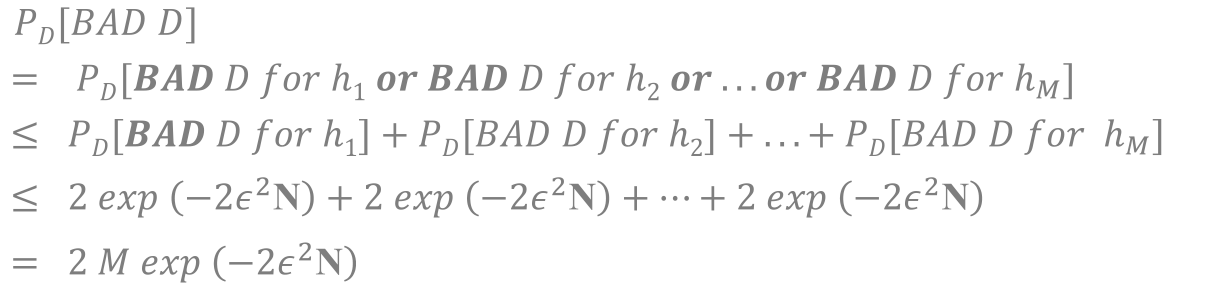 P_D[BAD D]
= P_D[BAD D for h_1 or BAD D for h_2 or ... or BAD D for h_M]
≤ P_D[BAD D for h_1] + P_D[BAD D for h_2] + ... + P_D[BAD D for h_M]
≤ 2 exp (−2ϵ²N) + 2 exp (−2ϵ²N) + ⋯ + 2 exp (−2ϵ²N)
= 2 M exp (−2ϵ²N)